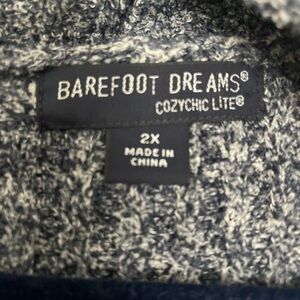 BAREFOOT DREAMS®
COZYCHIC LITE®
2X
MADE IN
CHINA